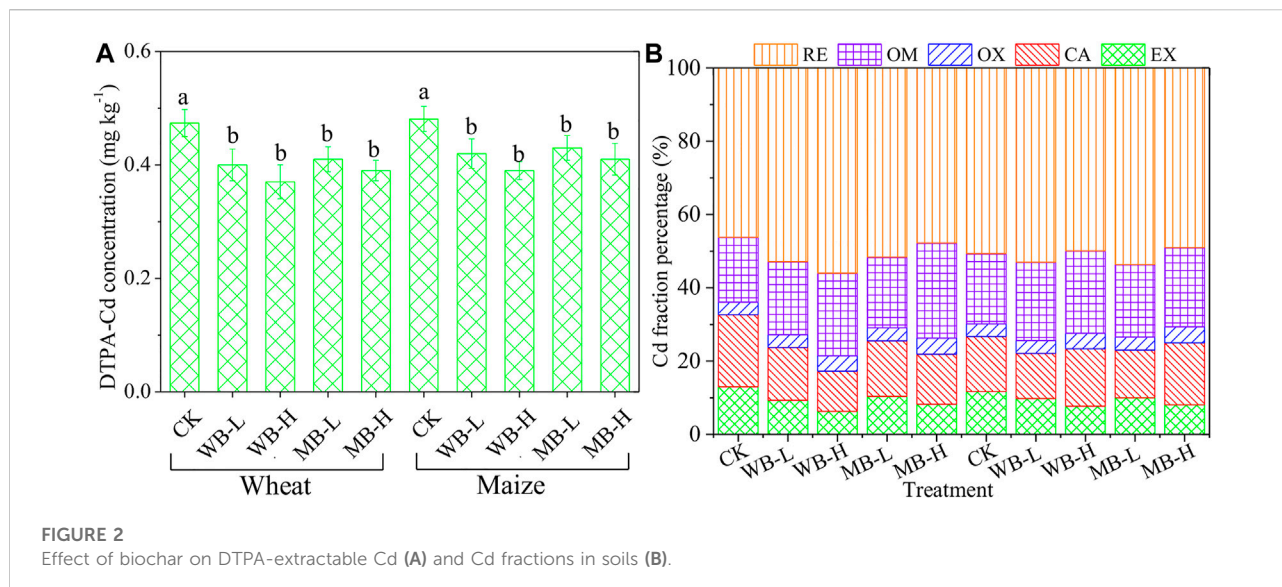 A
DTPA-Cd concentration (mg kg-1)
0.6
0.4
0.2
0.0
a b b b b a b b b b
CK WB-L WB-H MB-L MB-H CK WB-L WB-H MB-L MB-H
Wheat Maize
B
RE OM OX CA EX
Cd fraction percentage (%)
100
80
60
40
20
0
CK WB-L WB-H MB-L MB-H CK WB-L WB-H MB-L MB-H
Treatment
FIGURE 2
Effect of biochar on DTPA-extractable Cd (A) and Cd fractions in soils (B).